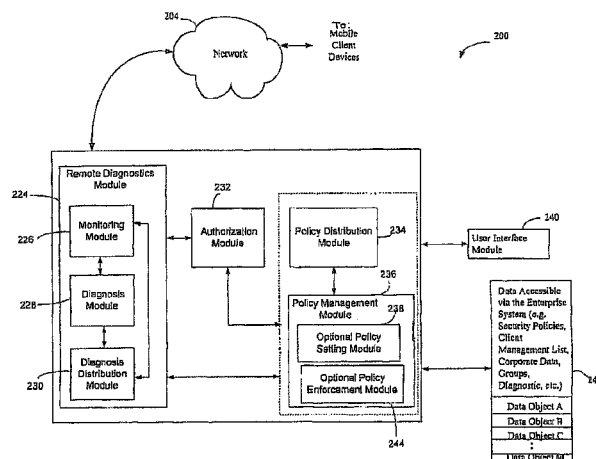 204
To:
Mobile
Client
Devices
Network
200
Remote Diagnostics
Module
224
232
Monitoring
Module
226
Authorization
Module
Policy Distribution
Module
234
240
User Interface
Module
236
Policy Management
Module
238
Diagnosis
Module
228
Optional Policy
Setting Module
Diagnosis
Distribution
Module
230
Optional Policy
Enforcement Module
244
Data Accessible
via the Enterprise
System (e.g.
Security Policies,
Client
Management List,
Corporate Data,
Groups,
Diagnostic, etc.)
Data Object A
Data Object B
Data Object C
Data Object